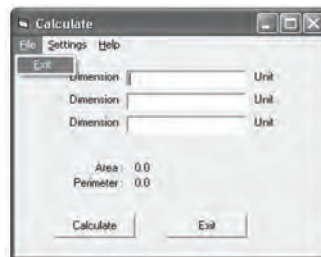 Calculate
File Settings Help
Exit
Dimension Unit
Dimension Unit
Dimension Unit
Area: 0.0
Perimeter: 0.0
Calculate Exit